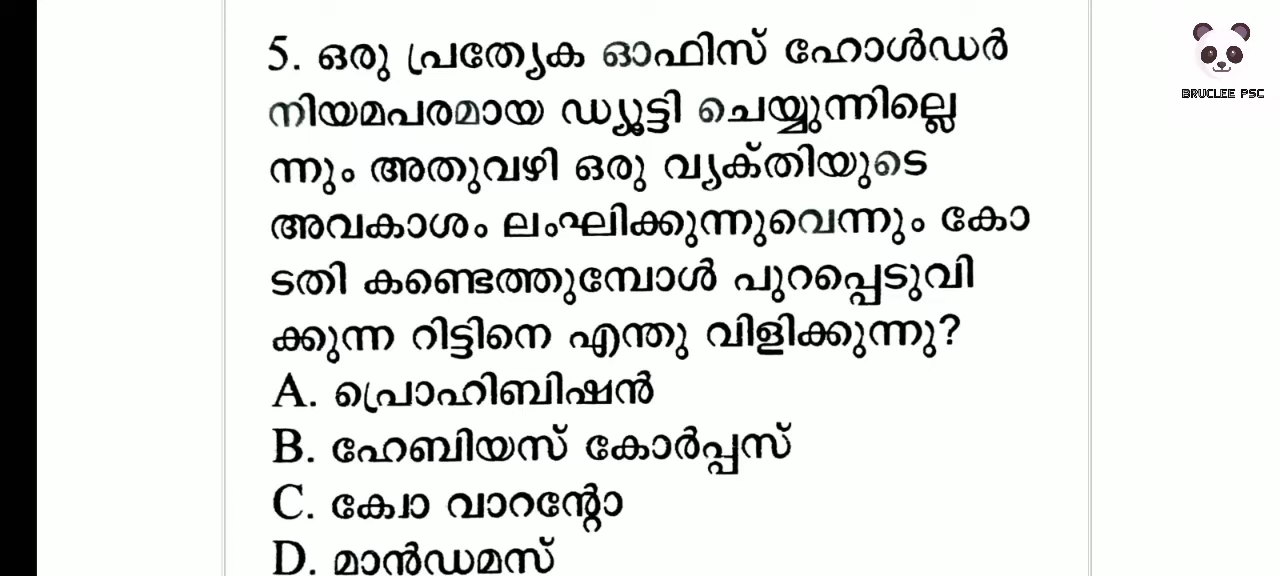 5. ഒരു പ്രത്യേക ഓഫിസ് ഹോൾഡർ
നിയമപരമായ ഡ്യൂട്ടി ചെയ്യുന്നില്ലെ
ന്നും അതുവഴി ഒരു വ്യക്തിയുടെ
അവകാശം ലംഘിക്കുന്നുവെന്നും കോ
ടതി കണ്ടെത്തുമ്പോൾ പുറപ്പെടുവി
ക്കുന്ന റിട്ടിനെ എന്തു വിളിക്കുന്നു?
A. പ്രൊഹിബിഷൻ
B. ഹേബിയസ് കോർപ്പസ്
C. ക്വോ വാറന്റോ
D. മാൻഡമസ്
BRUCLEE PSC